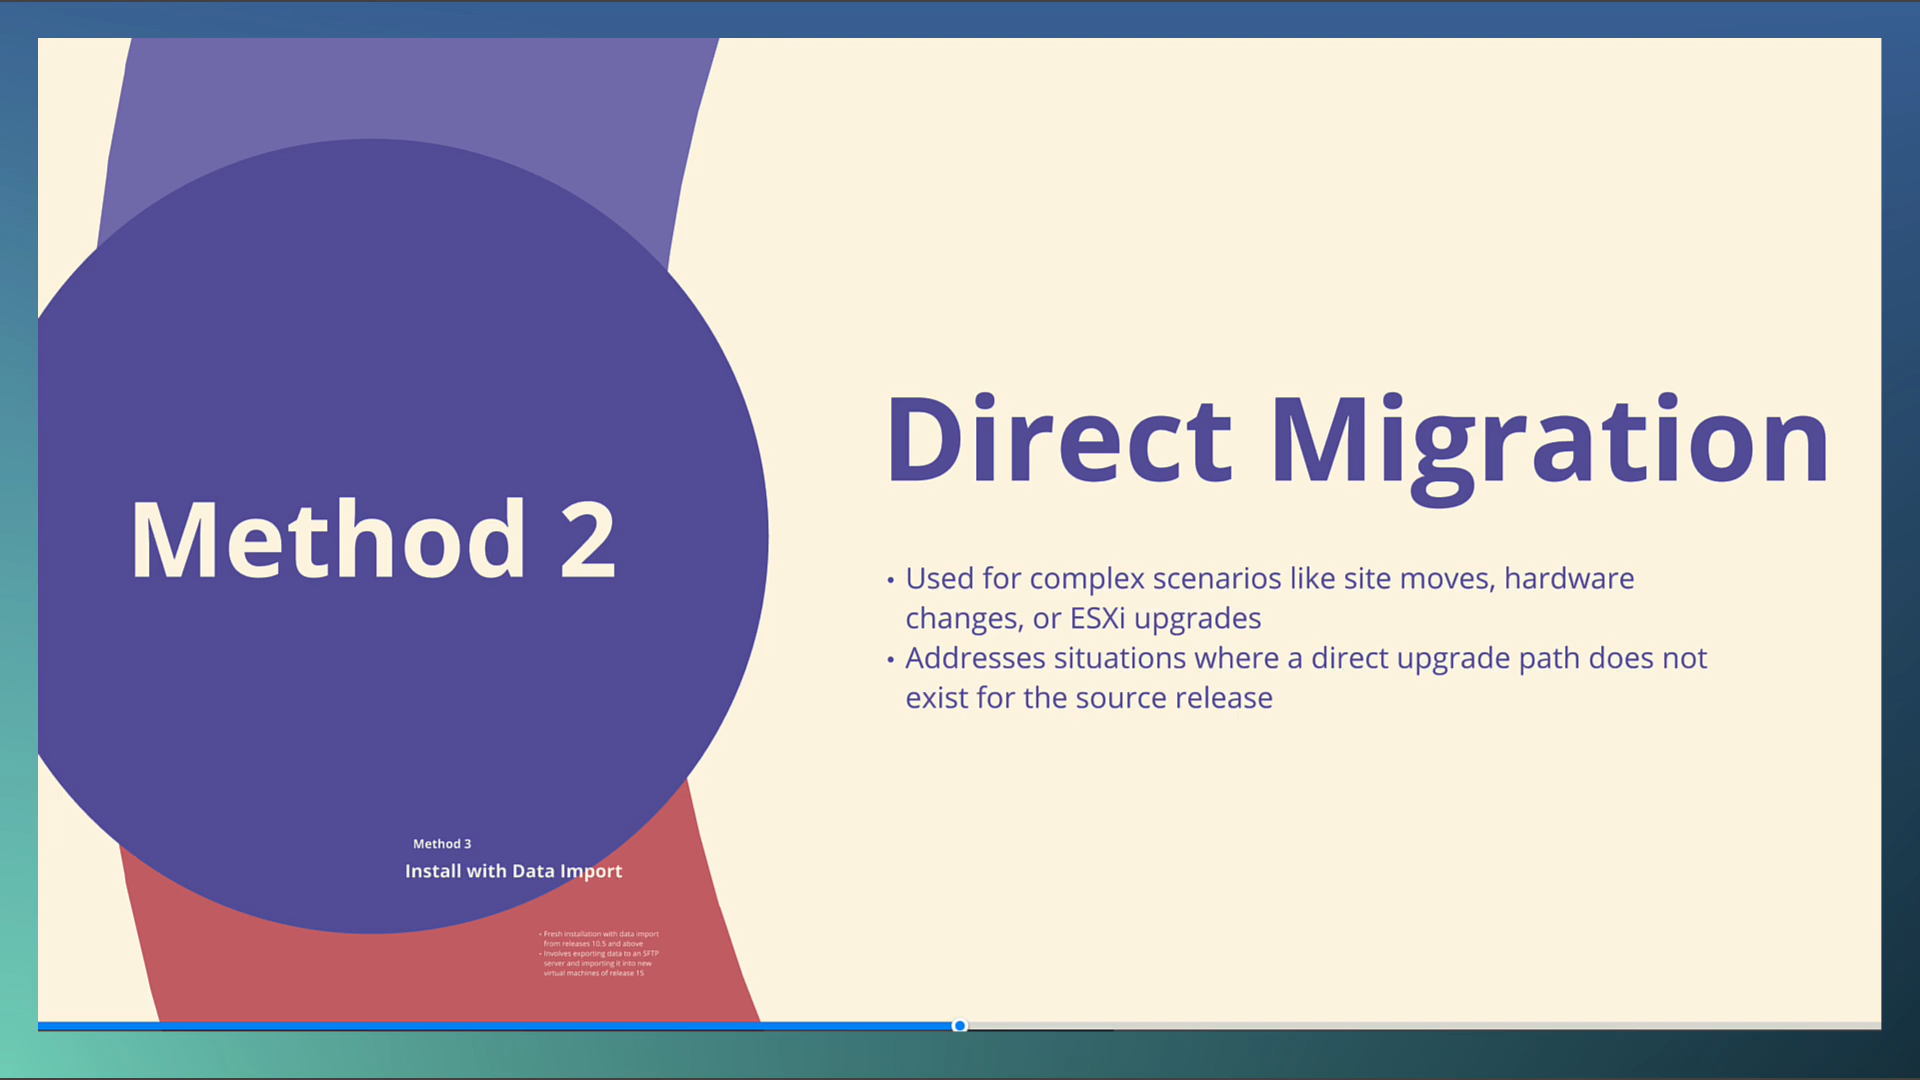 Method 2
Direct Migration
• Used for complex scenarios like site moves, hardware
changes, or ESXi upgrades
• Addresses situations where a direct upgrade path does not
exist for the source release
Method 3
Install with Data Import
• Fresh installation with data import
from releases 10.5 and above
• Involves exporting data to an SFTP
server and importing it into new
virtual machines of release 15